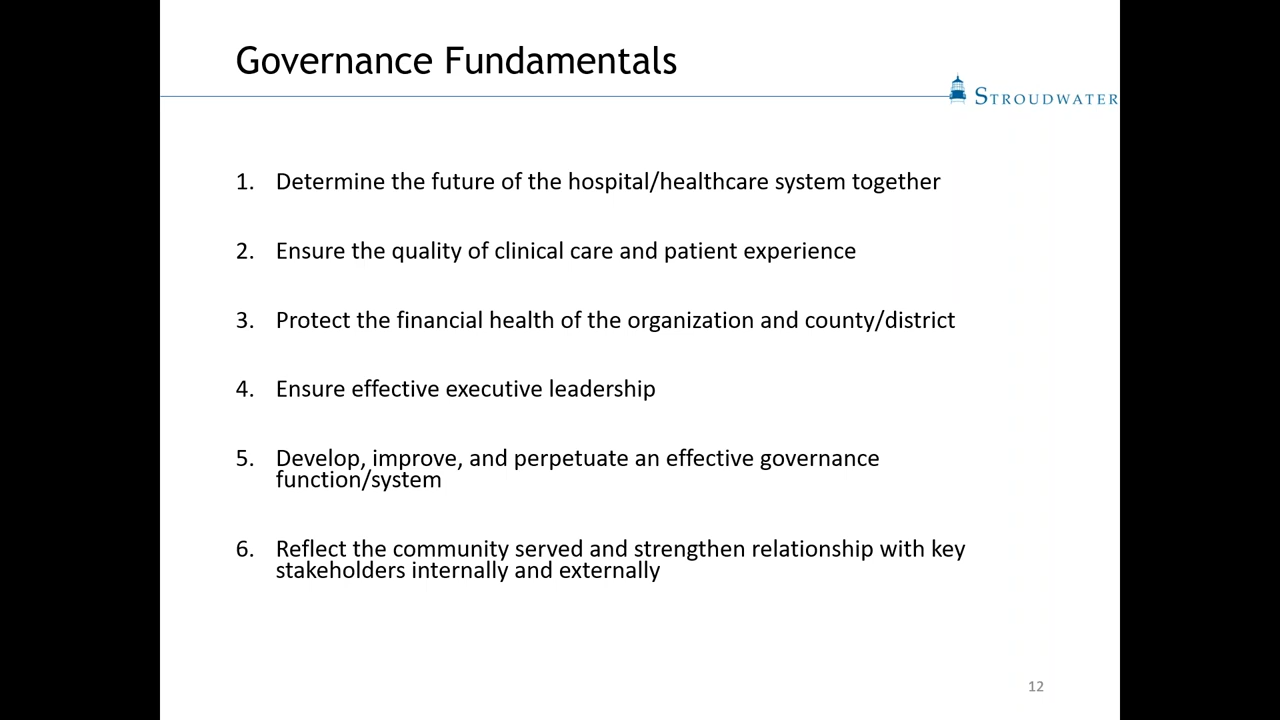 Governance Fundamentals
STROUDWATER
1. Determine the future of the hospital/healthcare system together
2. Ensure the quality of clinical care and patient experience
3. Protect the financial health of the organization and county/district
4. Ensure effective executive leadership
5. Develop, improve, and perpetuate an effective governance
function/system
6. Reflect the community served and strengthen relationship with key
stakeholders internally and externally
12